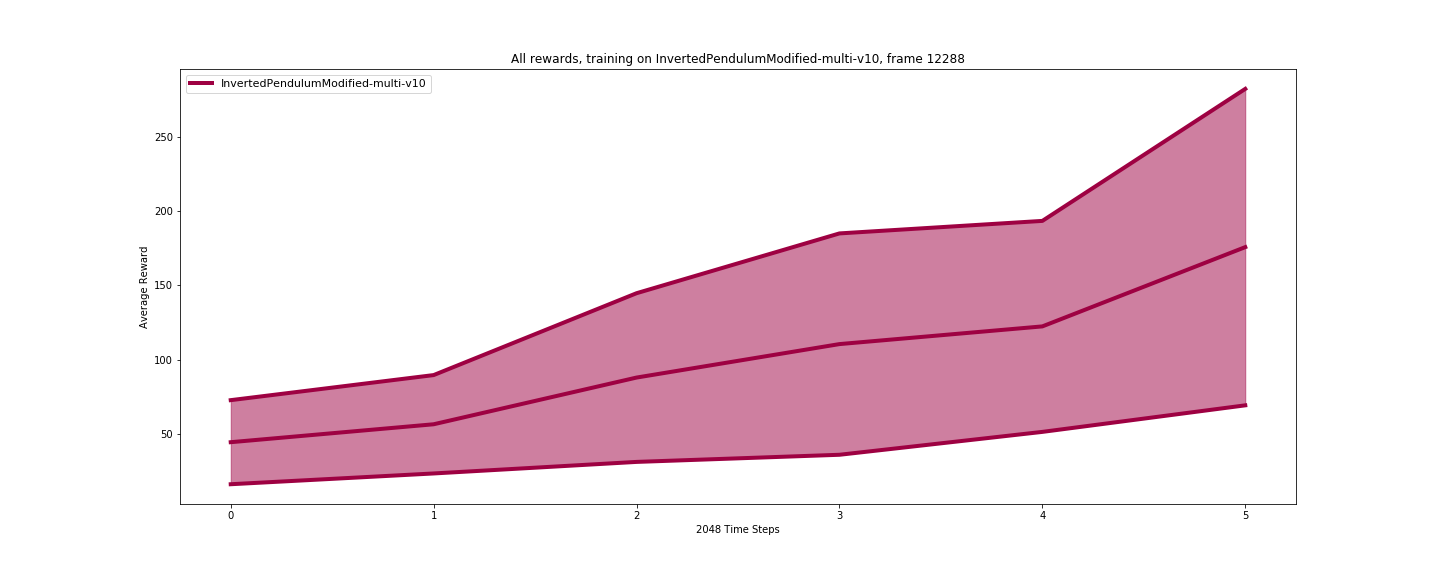 All rewards, training on InvertedPendulumModified-multi-v10, frame 12288
InvertedPendulumModified-multi-v10
Average Reward
250
200
150
100
50
0 1 2 3 4 5
2048 Time Steps